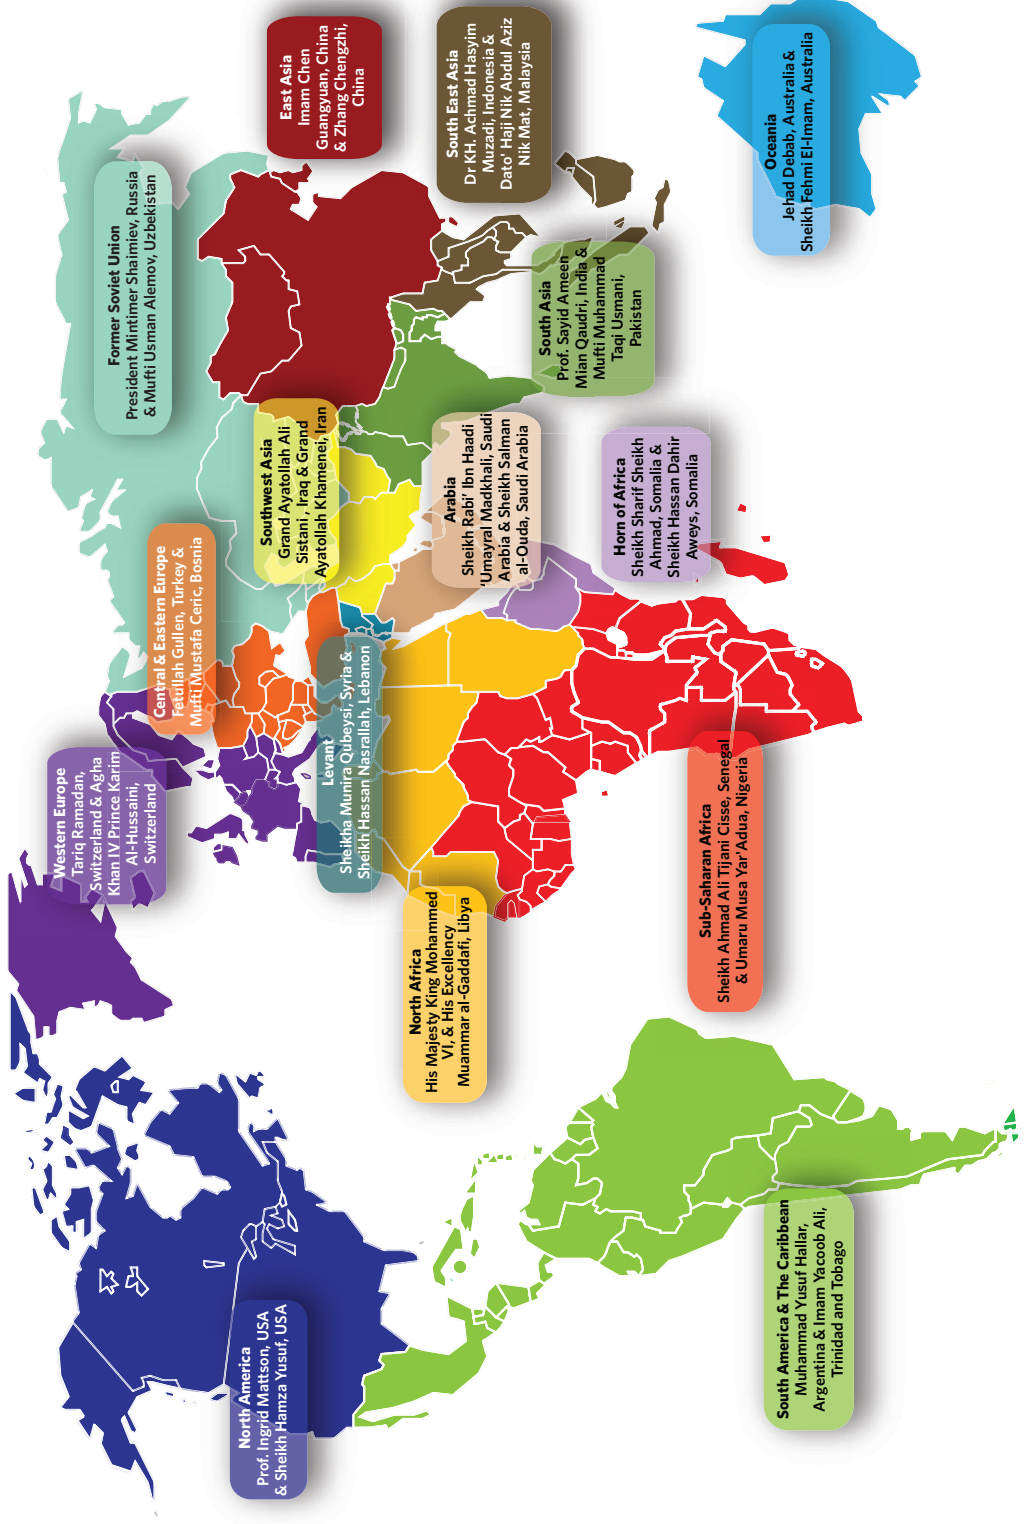 North America
Prof. Ingrid Mattson, USA
& Sheikh Hamza Yusuf, USA
Western Europe
Tariq Ramadan,
Switzerland & Agha
Khan IV Prince Karim
Al-Hussaini,
Switzerland
Central & Eastern Europe
Fetullah Gullen, Turkey &
Mufti Mustafa Ceric, Bosnia
Former Soviet Union
President Mintimer Shaimiev, Russia
& Mufti Usman Alemov, Uzbekistan
East Asia
Imam Chen
Guangyuan, China
& Zhang Chengzhi,
China
Southwest Asia
Grand Ayatollah Ali
Sistani, Iraq & Grand
Ayatollah Khamenei, Iran
Levant
Sheikha Munira Qubeysi, Syria &
Sheikh Hassan Nasrallah, Lebanon
South East Asia
Dr KH. Achmad Hasyim
Muzadi, Indonesia &
Dato' Haji Nik Abdul Aziz
Nik Mat, Malaysia
North Africa
His Majesty King Mohammed
VI, & His Excellency
Muammar al-Gaddafi, Libya
Arabia
Sheikh Rabi’ Ibn Haadi
‘Umayral Madkhali, Saudi
Arabia & Sheikh Salman
al-Ouda, Saudi Arabia
South Asia
Prof. Sayid Ameen
Mian Qaudri, India &
Mufti Muhammad
Taqi Usmani,
Pakistan
Horn of Africa
Sheikh Sharif Sheikh
Ahmad, Somalia &
Sheikh Hassan Dahir
Aweys, Somalia
Sub-Saharan Africa
Sheikh Ahmad Ali Tijani Cisse, Senegal
& Umaru Musa Yar’Adua, Nigeria
Oceania
Jehad Debab, Australia &
Sheikh Fehmi El-Imam, Australia
South America & The Caribbean
Muhammad Yusuf Hallar,
Argentina & Imam Yacoob Ali,
Trinidad and Tobago